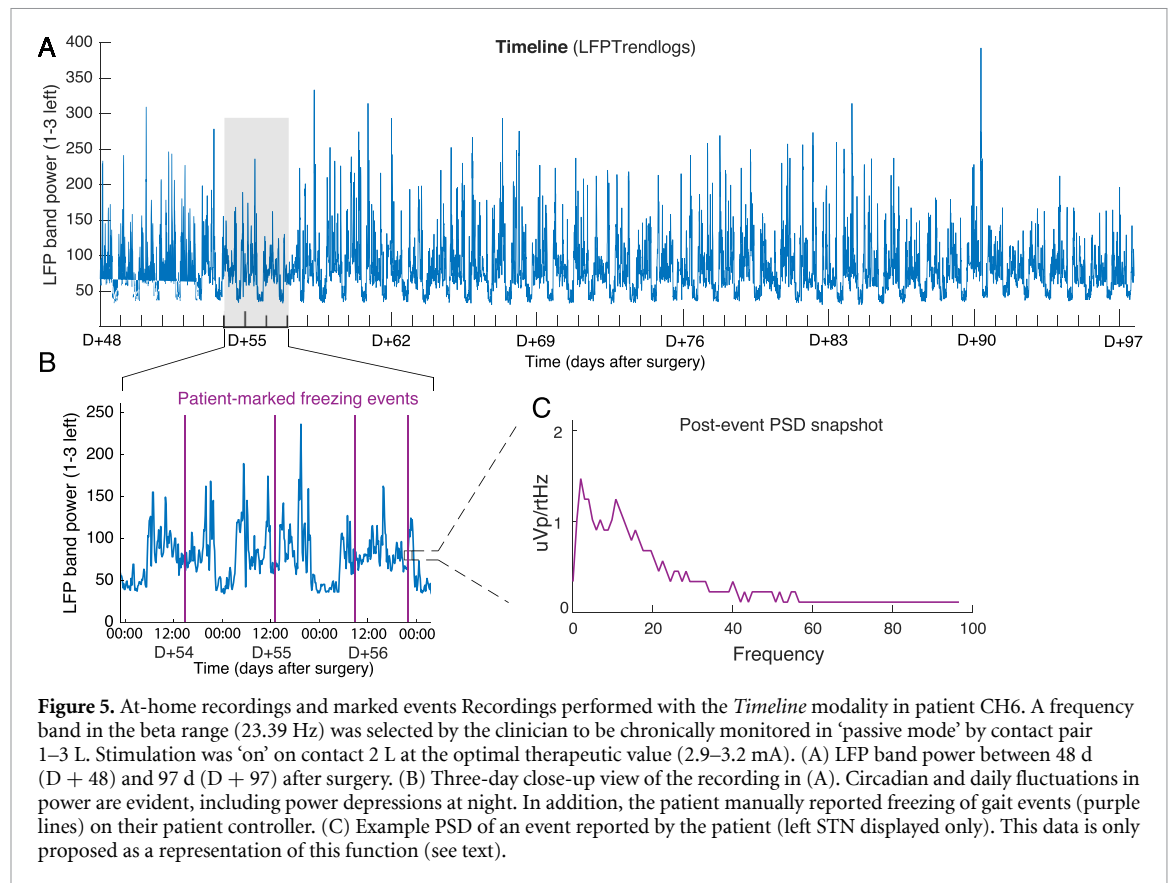 A
Timeline (LFPTrendlogs)
LFP band power (1-3 left)
400
350
300
250
200
150
100
50
D+48
D+55
D+62
D+69
D+76
D+83
D+90
D+97
Time (days after surgery)
B
Patient-marked freezing events
LFP band power (1-3 left)
250
200
150
100
50
0
00:00
12:00
00:00
12:00
00:00
12:00
00:00
D+54
D+55
D+56
Time (days after surgery)
C
Post-event PSD snapshot
uVp/rtHz
2
1
0
0
20
40
60
80
100
Frequency
Figure 5. At-home recordings and marked events Recordings performed with the Timeline modality in patient CH6. A frequency
band in the beta range (23.39 Hz) was selected by the clinician to be chronically monitored in ‘passive mode’ by contact pair
1–3 L. Stimulation was ‘on’ on contact 2 L at the optimal therapeutic value (2.9–3.2 mA). (A) LFP band power between 48 d
(D + 48) and 97 d (D + 97) after surgery. (B) Three-day close-up view of the recording in (A). Circadian and daily fluctuations in
power are evident, including power depressions at night. In addition, the patient manually reported freezing of gait events (purple
lines) on their patient controller. (C) Example PSD of an event reported by the patient (left STN displayed only). This data is only
proposed as a representation of this function (see text).